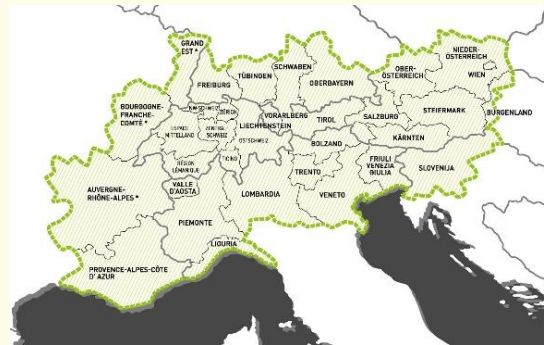 GRAND
EST *
SCHWABEN
NIEDER-
ÖSTERREICH
OBER-
ÖSTERREICH
TÜBINGEN
FREIBURG
OBERBAYERN
WIEN
BOURGOGNE-
FRANCHE-
COMTÉ *
NORDWESTSCHWEIZ
ZÜRICH
VORARLBERG
LIECHTENSTEIN
TIROL
SALZBURG
STEIERMARK
BURGENLAND
ESPACE
MITTELLAND
ZENTRAL
SCHWEIZ
OSTSCHWEIZ
BOLZANO
KÄRNTEN
RÉGION
LÉMANIQUE
TICINO
TRENTO
FRIULI
VENEZIA
GIULIA
SLOVENIJA
AUVERGNE-
RHÔNE-ALPES *
VALLE
D'AOSTA
LOMBARDIA
VENETO
PIEMONTE
LIGURIA
PROVENCE-ALPES-CÔTE
D' AZUR